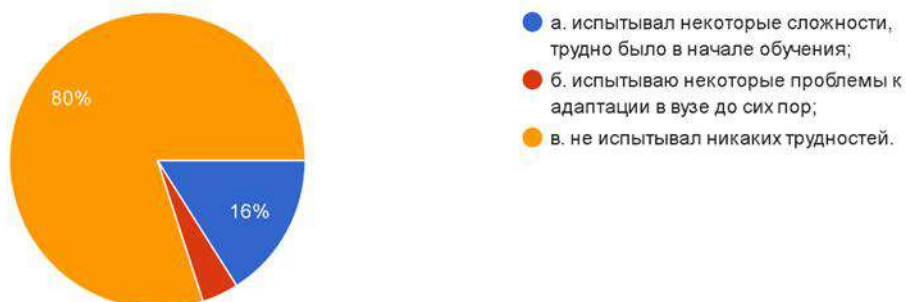 80%
16%
а. испытывал некоторые сложности,
трудно было в начале обучения;
б. испытываю некоторые проблемы к
адаптации в вузе до сих пор;
в. не испытывал никаких трудностей.